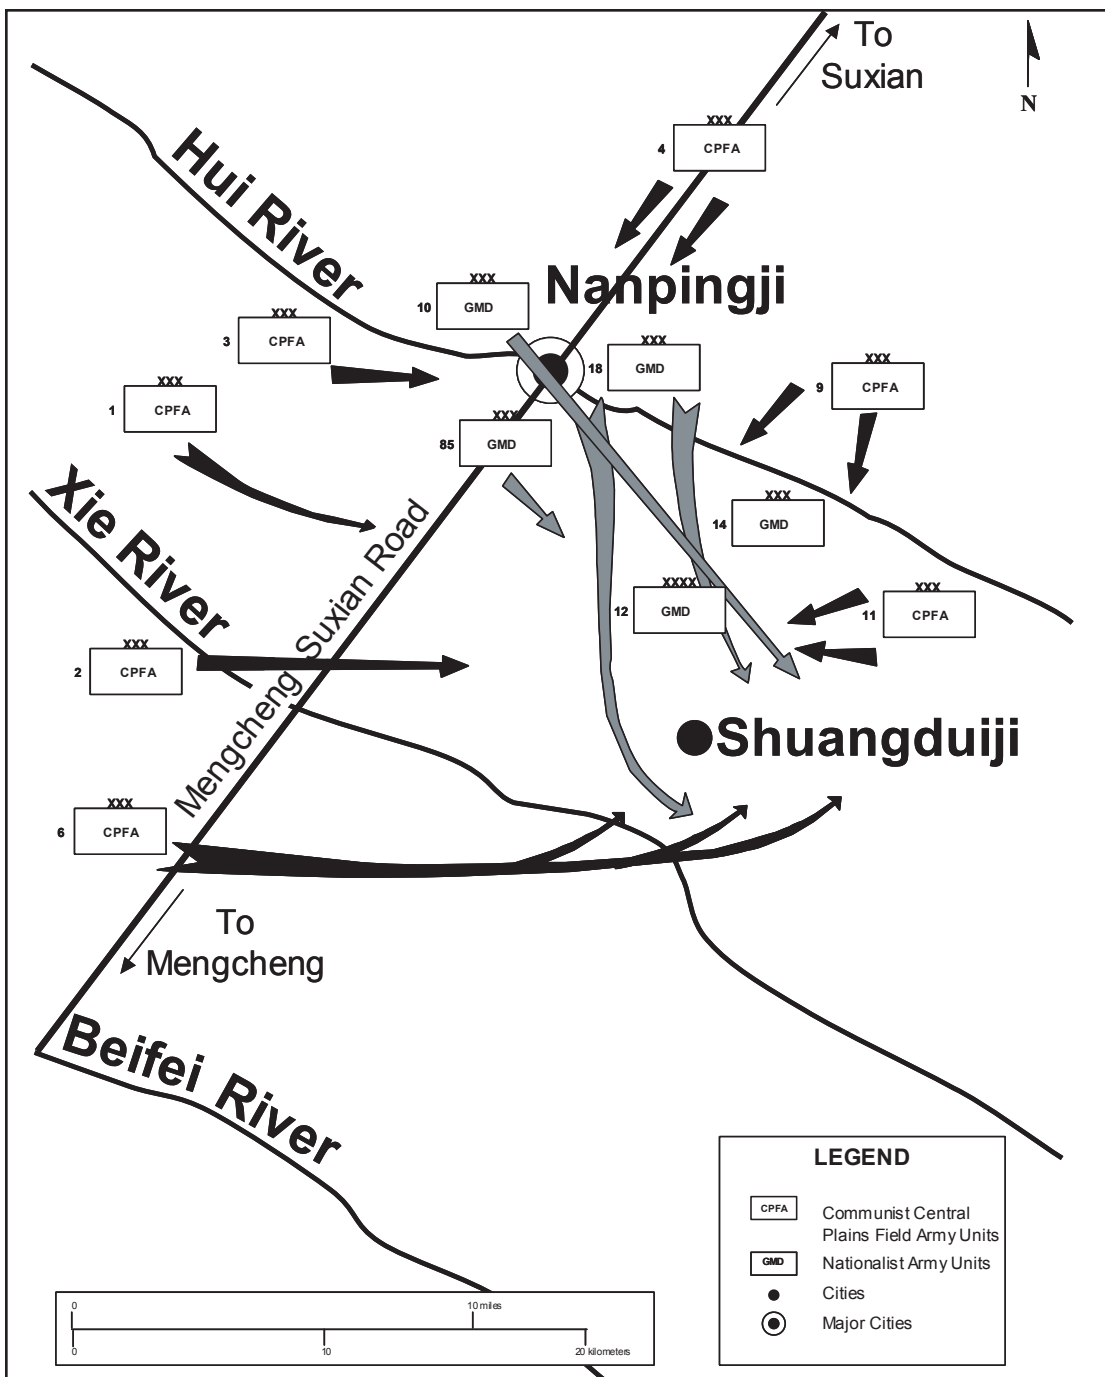 To
Suxian
N
XXX
4 CPFA
Hui River
Nanpingji
XXX
10 GMD
XXX
3 CPFA
XXX
18 GMD
XXX
9 CPFA
XXX
1 CPFA
XXX
85 GMD
Xie River
XXX
14 GMD
Mengcheng Suxian Road
XXXX
12 GMD
XXX
11 CPFA
XXX
2 CPFA
Shuangduiji
XXX
6 CPFA
To
Mengcheng
Beifei River
LEGEND
CPFA Communist Central
Plains Field Army Units
GMD Nationalist Army Units
Cities
Major Cities
0 10 miles
0 10 20 kilometers